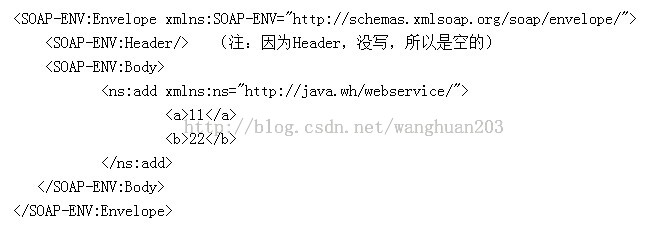 <SOAP-ENV:Envelope xmlns:SOAP-ENV="http://schemas.xmlsoap.org/soap/envelope/">
<SOAP-ENV:Header/> （注：因为Header，没写，所以是空的）
<SOAP-ENV:Body>
<ns:add xmlns:ns="http://java.wh/webservice/">
<a>11</a>
http://blog.csdn.net/wanghuan203
<b>22</b>
</ns:add>
</SOAP-ENV:Body>
</SOAP-ENV:Envelope>